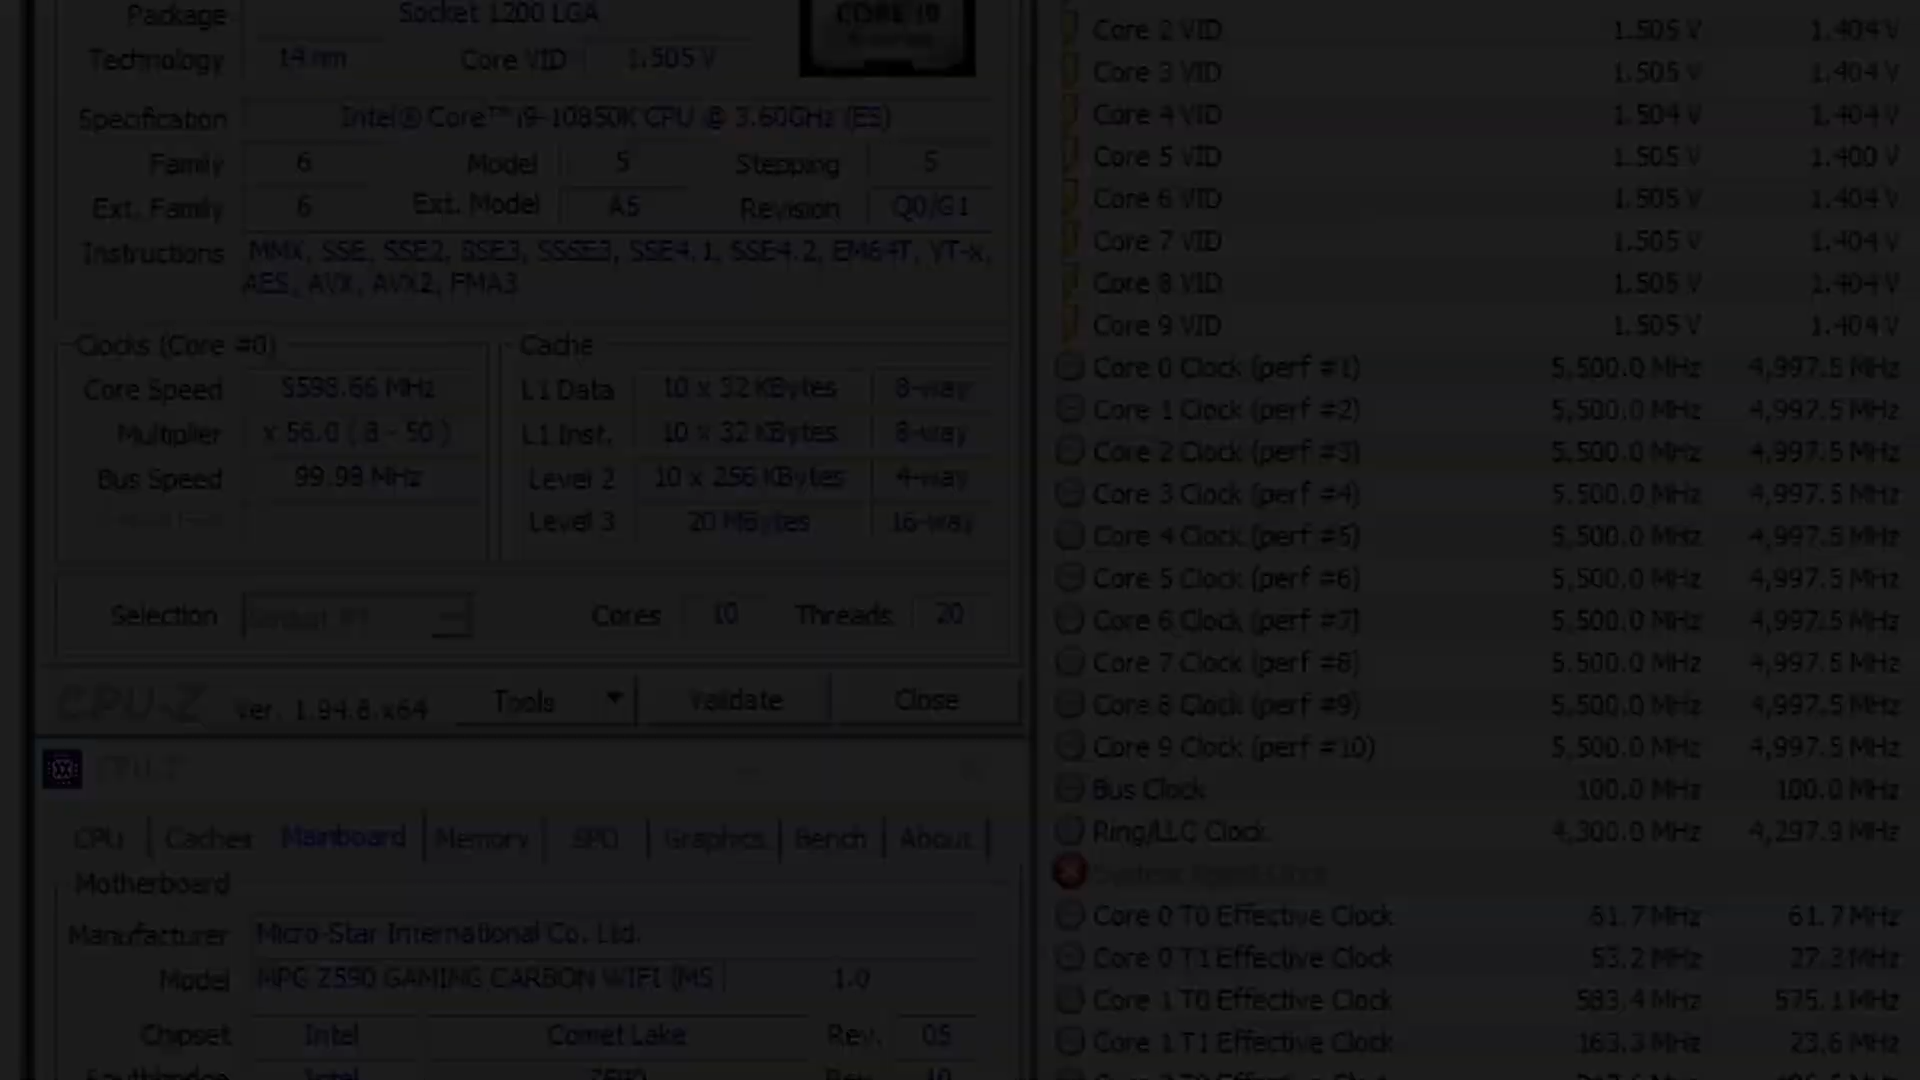 Package Socket 1200 LGA CORE i9
Technology 14 nm Core VID 1.505 V
Specification Intel® Core™ i9-10850K CPU @ 3.60GHz (ES)
Family 6 Model 5 Stepping 5
Ext. Family 6 Ext. Model A5 Revision Q0/G1
Instructions MMX, SSE, SSE2, SSE3, SSSE3, SSE4.1, SSE4.2, EM64T, VT-x,
AES, AVX, AVX2, FMA3
Clocks (Core #0)
Core Speed 5598.66 MHz
Multiplier x 56.0 ( 8 - 50 )
Bus Speed 99.98 MHz
Cache
L1 Data 10 x 32 KBytes 8-way
L1 Inst. 10 x 32 KBytes 8-way
Level 2 10 x 256 KBytes 4-way
Level 3 20 MBytes 16-way
Selection Cores 10 Threads 20
CPU-Z Ver. 1.94.8.x64 Tools Validate Close
CPU-Z
CPU Caches Mainboard Memory SPD Graphics Bench About
Motherboard
Manufacturer Micro-Star International Co. Ltd.
Model MPG Z590 GAMING CARBON WIFI (MS 1.0
Chipset Intel Comet Lake Rev. 05
Southbridge Intel Z590 Rev. 10
Core 2 VID 1.505 V 1.404 V
Core 3 VID 1.505 V 1.404 V
Core 4 VID 1.504 V 1.404 V
Core 5 VID 1.505 V 1.400 V
Core 6 VID 1.505 V 1.404 V
Core 7 VID 1.505 V 1.404 V
Core 8 VID 1.505 V 1.404 V
Core 9 VID 1.505 V 1.404 V
Core 0 Clock (perf #1) 5,500.0 MHz 4,997.5 MHz
Core 1 Clock (perf #2) 5,500.0 MHz 4,997.5 MHz
Core 2 Clock (perf #3) 5,500.0 MHz 4,997.5 MHz
Core 3 Clock (perf #4) 5,500.0 MHz 4,997.5 MHz
Core 4 Clock (perf #5) 5,500.0 MHz 4,997.5 MHz
Core 5 Clock (perf #6) 5,500.0 MHz 4,997.5 MHz
Core 6 Clock (perf #7) 5,500.0 MHz 4,997.5 MHz
Core 7 Clock (perf #8) 5,500.0 MHz 4,997.5 MHz
Core 8 Clock (perf #9) 5,500.0 MHz 4,997.5 MHz
Core 9 Clock (perf #10) 5,500.0 MHz 4,997.5 MHz
Bus Clock 100.0 MHz 100.0 MHz
Ring/LLC Clock 4,300.0 MHz 4,297.9 MHz
Core 0 T0 Effective Clock 61.7 MHz 61.7 MHz
Core 0 T1 Effective Clock 53.2 MHz 27.3 MHz
Core 1 T0 Effective Clock 583.4 MHz 575.1 MHz
Core 1 T1 Effective Clock 163.3 MHz 23.6 MHz